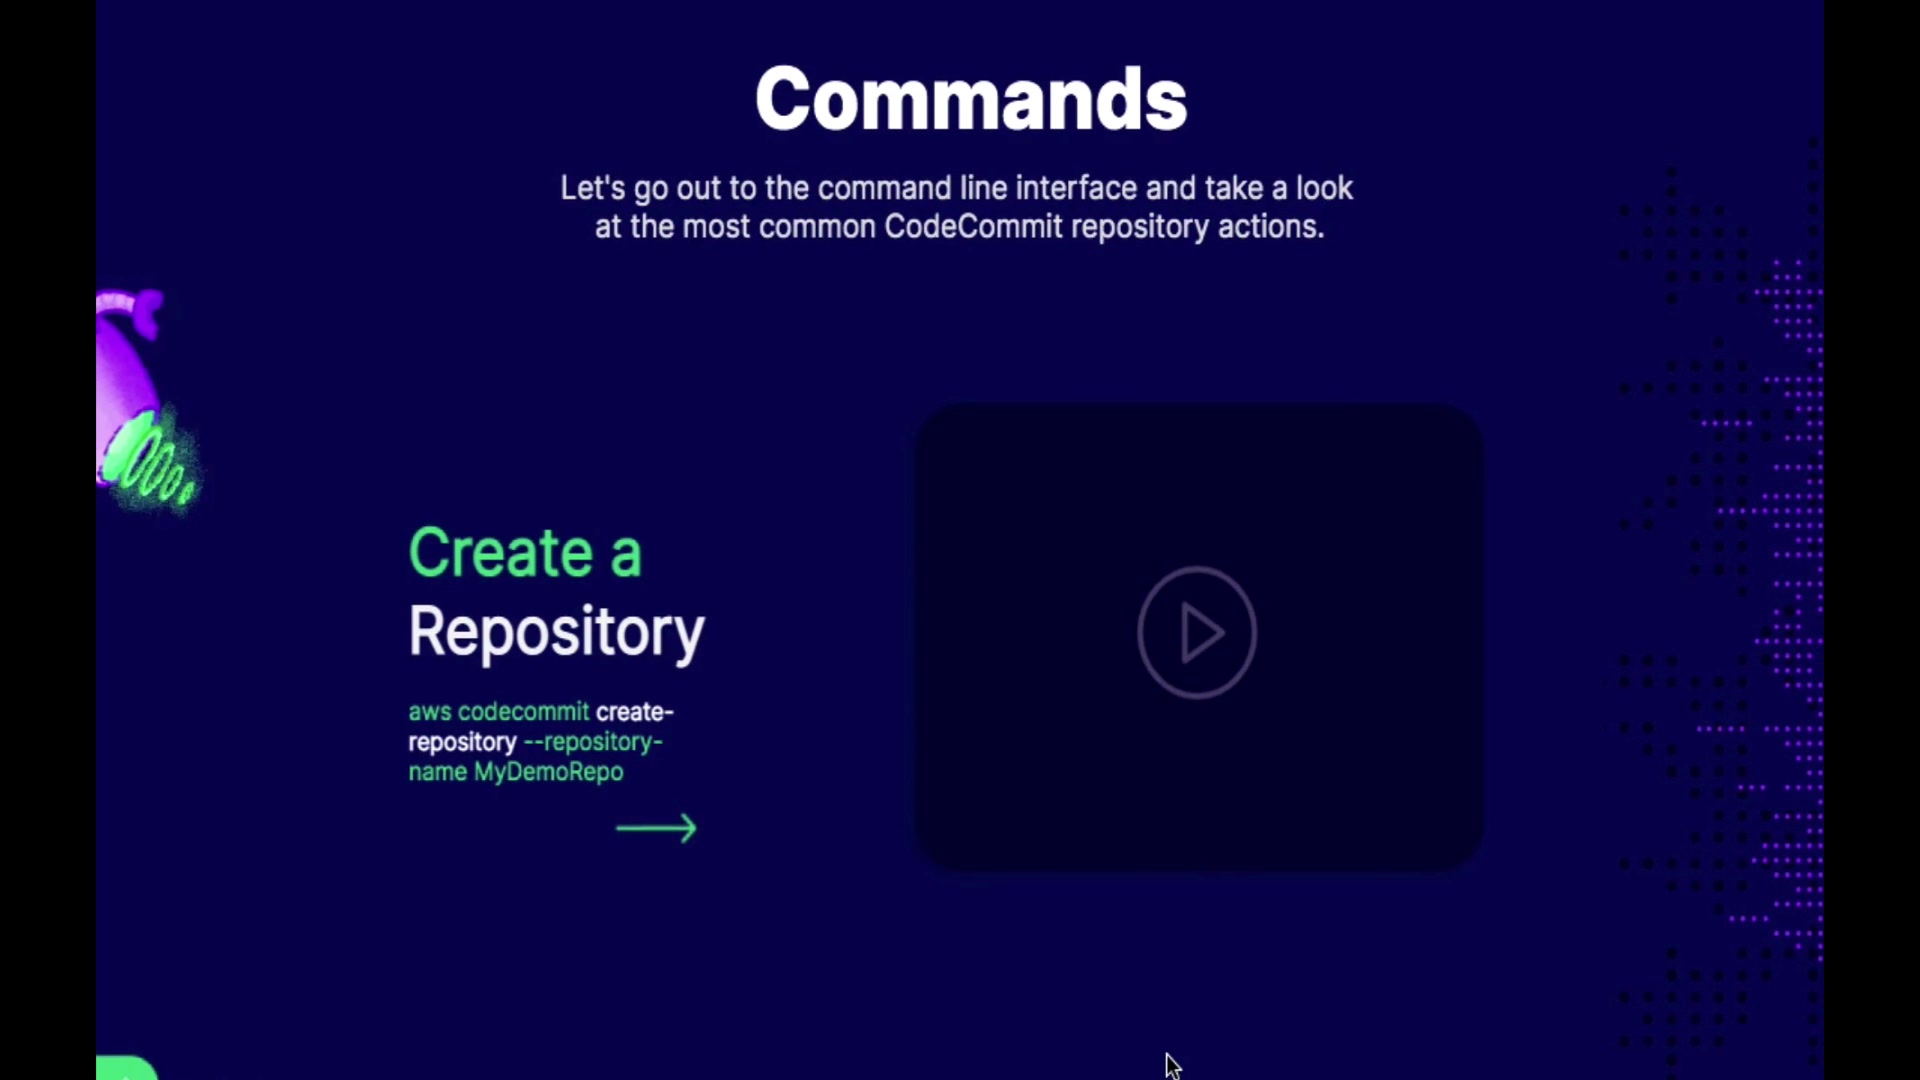 Commands
Let's go out to the command line interface and take a look
at the most common CodeCommit repository actions.
Create a
Repository
aws codecommit create-
repository --repository-
name MyDemoRepo